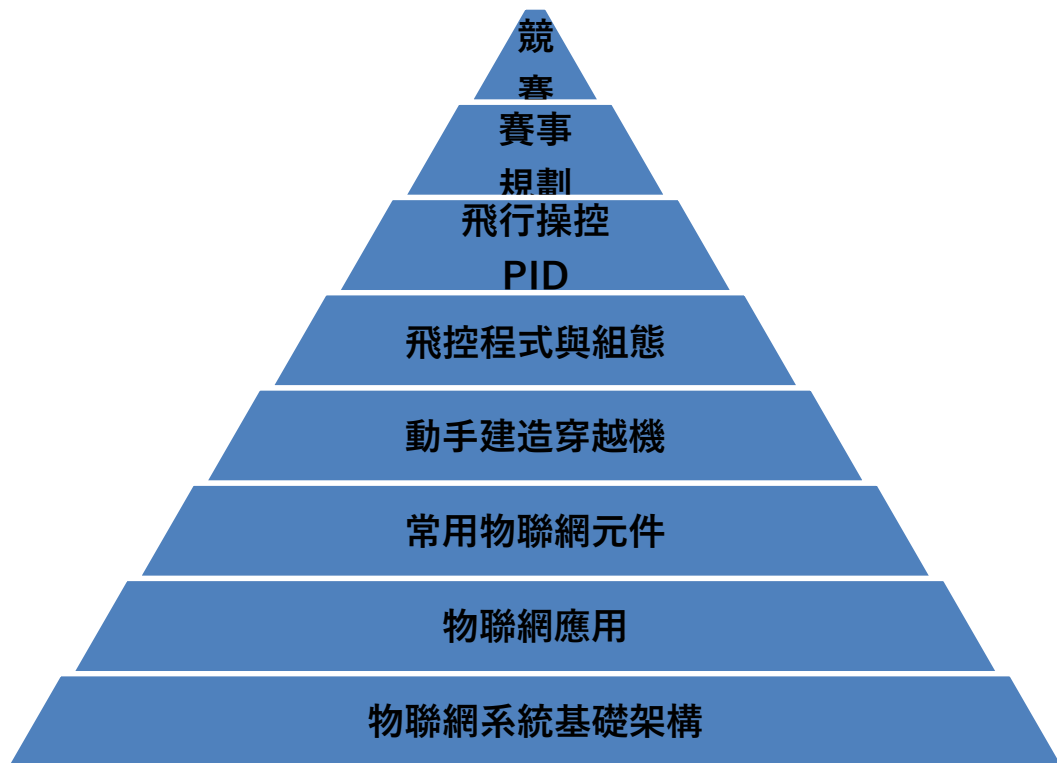 競
賽
賽事
規劃
飛行操控
PID
飛控程式與組態
動手建造穿越機
常用物聯網元件
物聯網應用
物聯網系統基礎架構